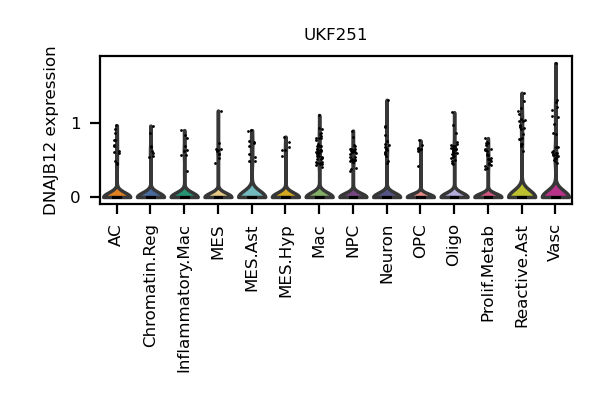 UKF251
DNAJB12 expression
1
0
AC
Chromatin.Reg
Inflammatory.Mac
MES
MES.Ast
MES.Hyp
Mac
NPC
Neuron
OPC
Oligo
Prolif.Metab
Reactive.Ast
Vasc